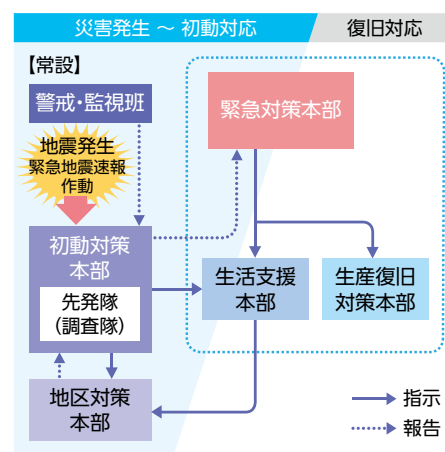 災害発生 ～ 初動対応
復旧対応
【常設】
警戒・監視班
地震発生
緊急地震速報
作動
緊急対策本部
初動対策
本部
先発隊
（調査隊）
生活支援
本部
生産復旧
対策本部
地区対策
本部
指示
報告